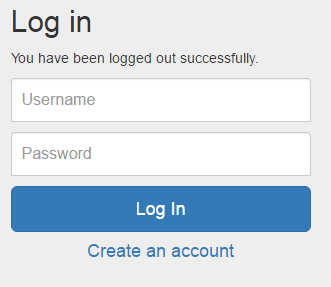 Log in
You have been logged out successfully.
Username
Password
Log In
Create an account